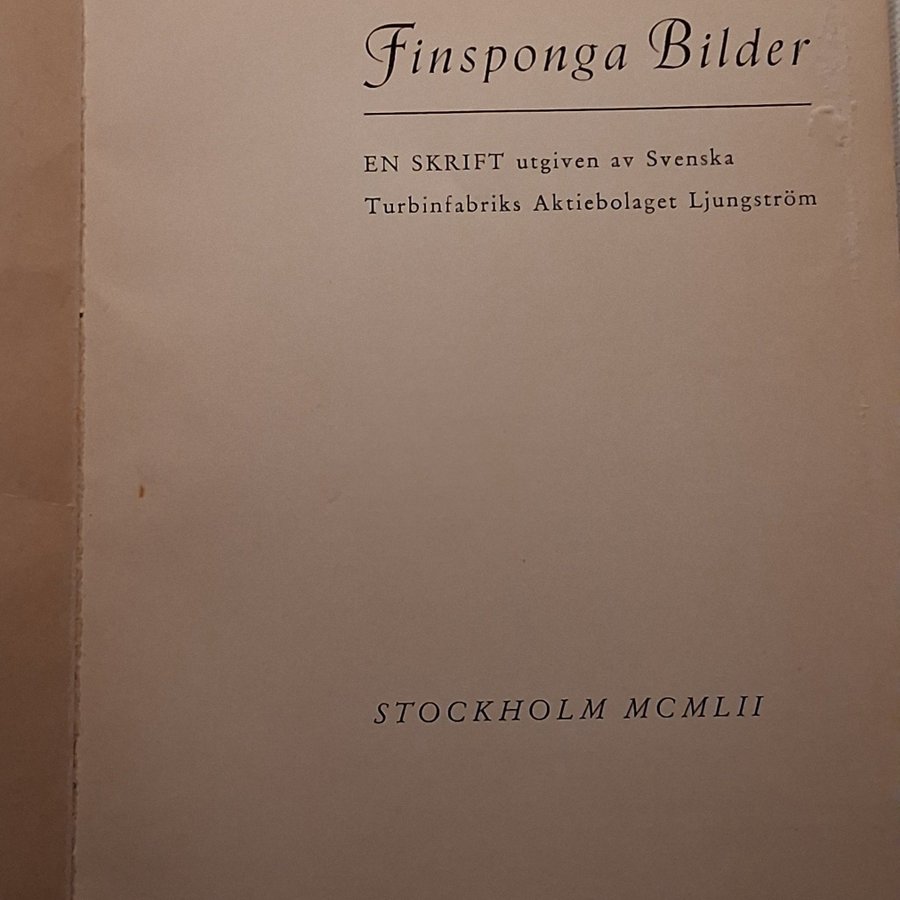 Finsponga Bilder
EN SKRIFT utgiven av Svenska
Turbinfabriks Aktiebolaget Ljungström
STOCKHOLM MCMLII